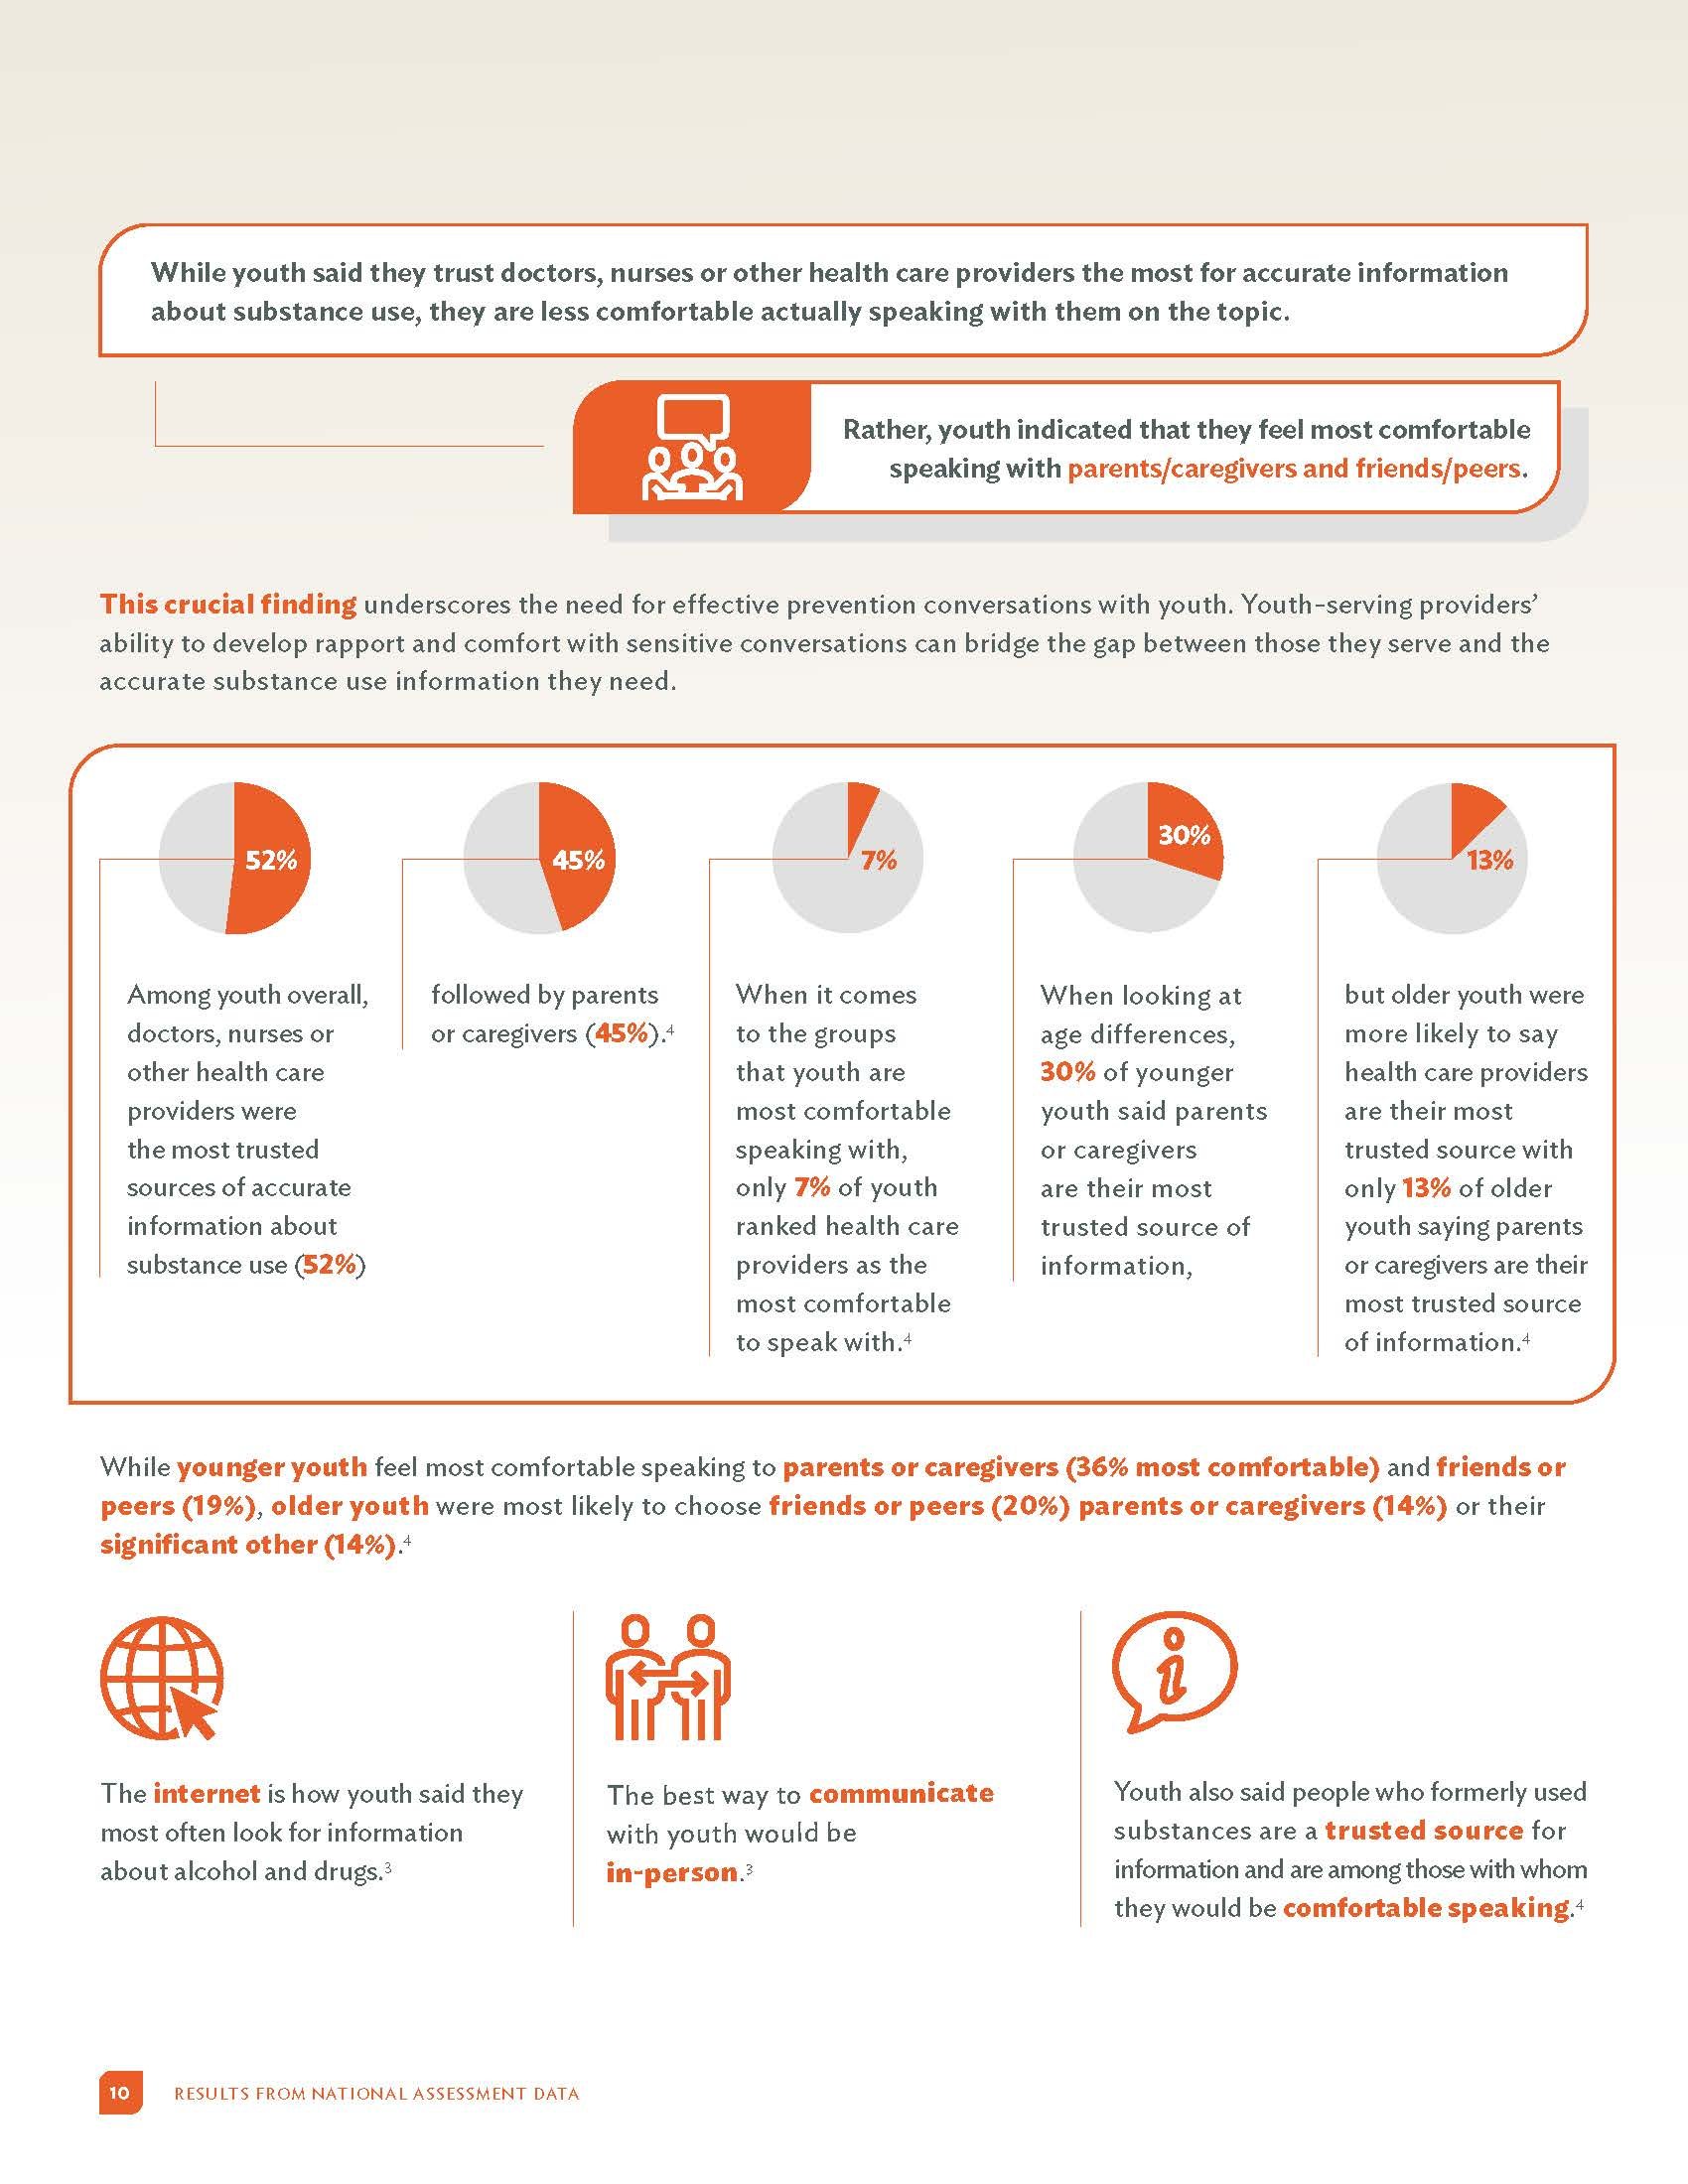 While youth said they trust doctors, nurses or other health care providers the most for accurate information
about substance use, they are less comfortable actually speaking with them on the topic.
Rather, youth indicated that they feel most comfortable
speaking with parents/caregivers and friends/peers.
This crucial finding underscores the need for effective prevention conversations with youth. Youth-serving providers’
ability to develop rapport and comfort with sensitive conversations can bridge the gap between those they serve and the
accurate substance use information they need.
52%
Among youth overall,
doctors, nurses or
other health care
providers were
the most trusted
sources of accurate
information about
substance use (52%)
45%
followed by parents
or caregivers (45%).4
7%
When it comes
to the groups
that youth are
most comfortable
speaking with,
only 7% of youth
ranked health care
providers as the
most comfortable
to speak with.4
30%
When looking at
age differences,
30% of younger
youth said parents
or caregivers
are their most
trusted source of
information,
13%
but older youth were
more likely to say
health care providers
are their most
trusted source with
only 13% of older
youth saying parents
or caregivers are their
most trusted source
of information.4
While younger youth feel most comfortable speaking to parents or caregivers (36% most comfortable) and friends or
peers (19%), older youth were most likely to choose friends or peers (20%) parents or caregivers (14%) or their
significant other (14%).4
The internet is how youth said they
most often look for information
about alcohol and drugs.3
The best way to communicate
with youth would be
in-person.3
Youth also said people who formerly used
substances are a trusted source for
information and are among those with whom
they would be comfortable speaking.4
10 RESULTS FROM NATIONAL ASSESSMENT DATA